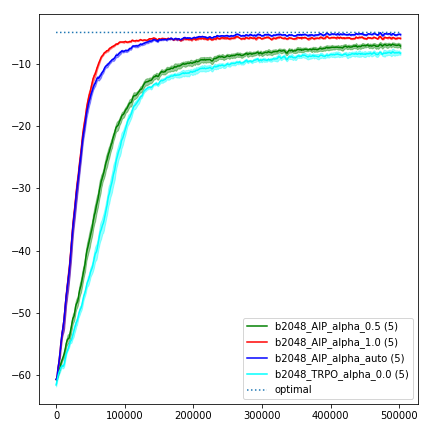 −10
−20
−30
−40
−50
−60
0
100000
200000
300000
400000
500000
b2048_AIP_alpha_0.5 (5)
b2048_AIP_alpha_1.0 (5)
b2048_AIP_alpha_auto (5)
b2048_TRPO_alpha_0.0 (5)
optimal